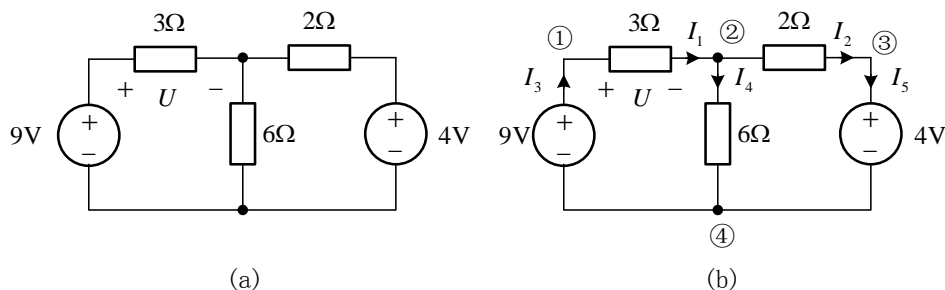 3Ω 2Ω
+ U −
9V + − 6Ω + − 4V
(a)
① 3Ω I₁ ② 2Ω I₂ ③
I₃ + U − I₄ I₅
9V + − 6Ω + − 4V
④
(b)